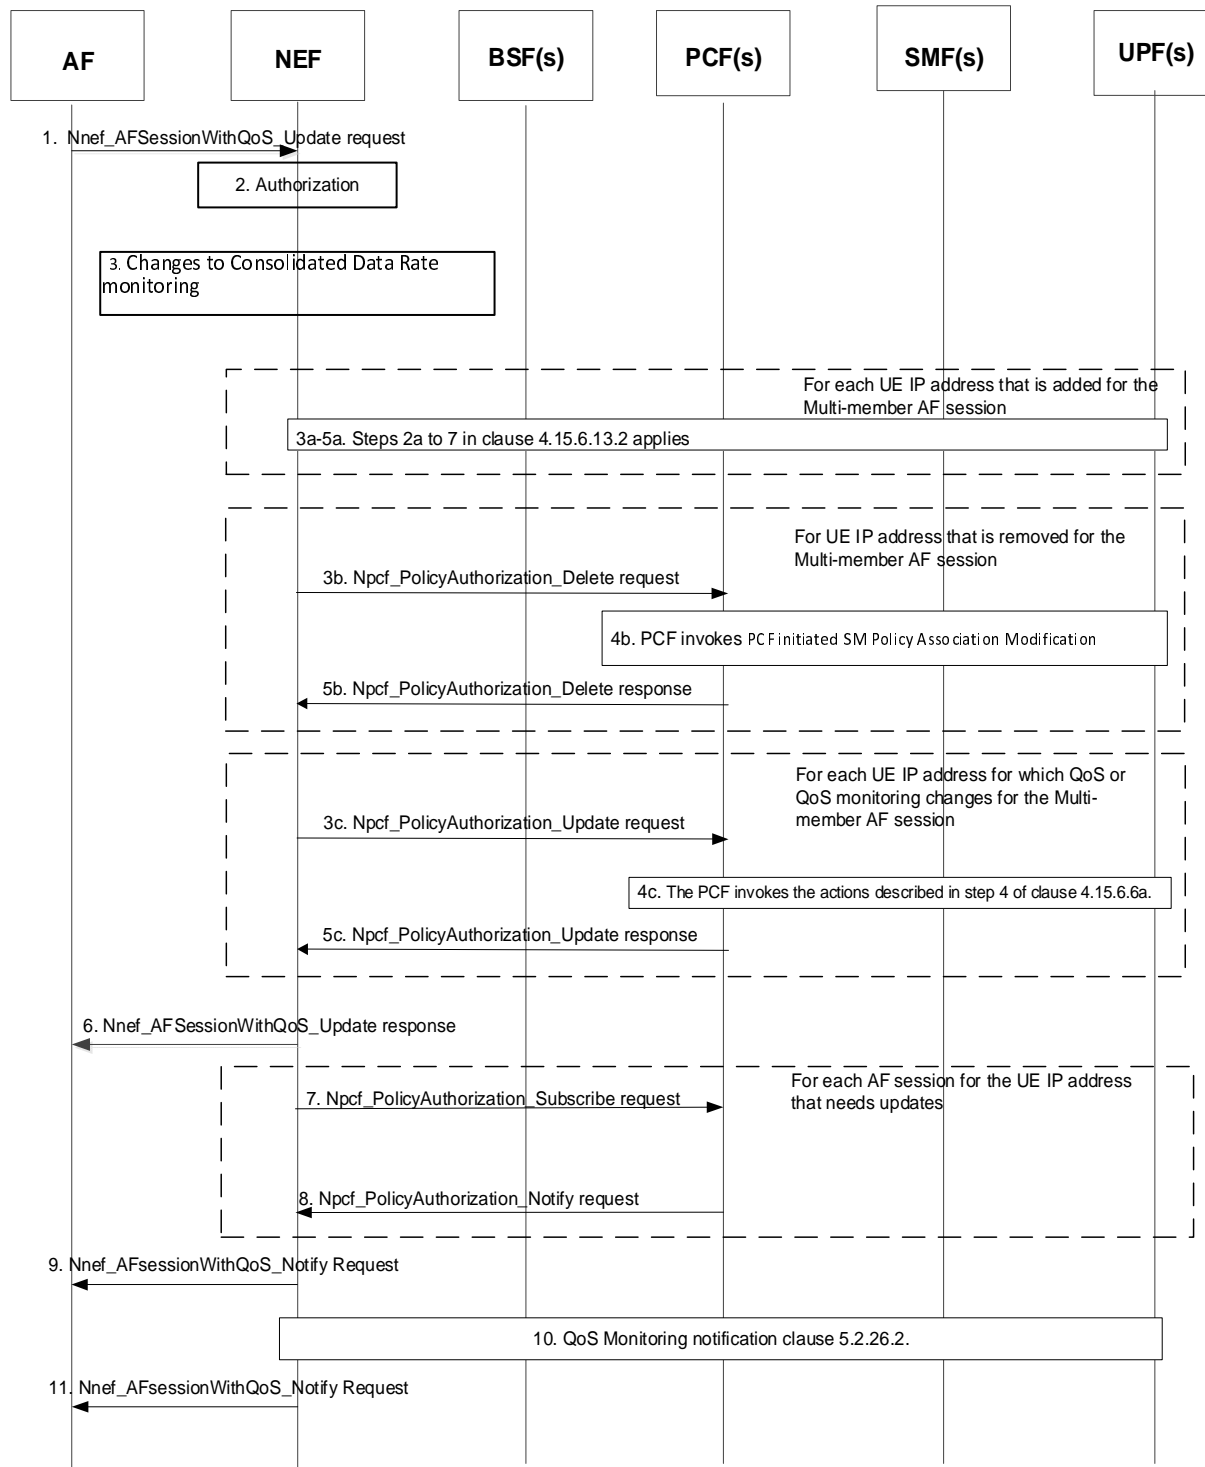 AF
NEF
BSF(s)
PCF(s)
SMF(s)
UPF(s)
1. Nnef_AFSessionWithQoS_Update request
2. Authorization
3. Changes to Consolidated Data Rate
monitoring
For each UE IP address that is added for the
Multi-member AF session
3a-5a. Steps 2a to 7 in clause 4.15.6.13.2 applies
For UE IP address that is removed for the
Multi-member AF session
3b. Npcf_PolicyAuthorization_Delete request
4b. PCF invokes PCF initiated SM Policy Association Modification
5b. Npcf_PolicyAuthorization_Delete response
For each UE IP address for which QoS or
QoS monitoring changes for the Multi-
member AF session
3c. Npcf_PolicyAuthorization_Update request
4c. The PCF invokes the actions described in step 4 of clause 4.15.6.6a.
5c. Npcf_PolicyAuthorization_Update response
6. Nnef_AFSessionWithQoS_Update response
For each AF session for the UE IP address
that needs updates
7. Npcf_PolicyAuthorization_Subscribe request
8. Npcf_PolicyAuthorization_Notify request
9. Nnef_AFsessionWithQoS_Notify Request
10. QoS Monitoring notification clause 5.2.26.2.
11. Nnef_AFsessionWithQoS_Notify Request